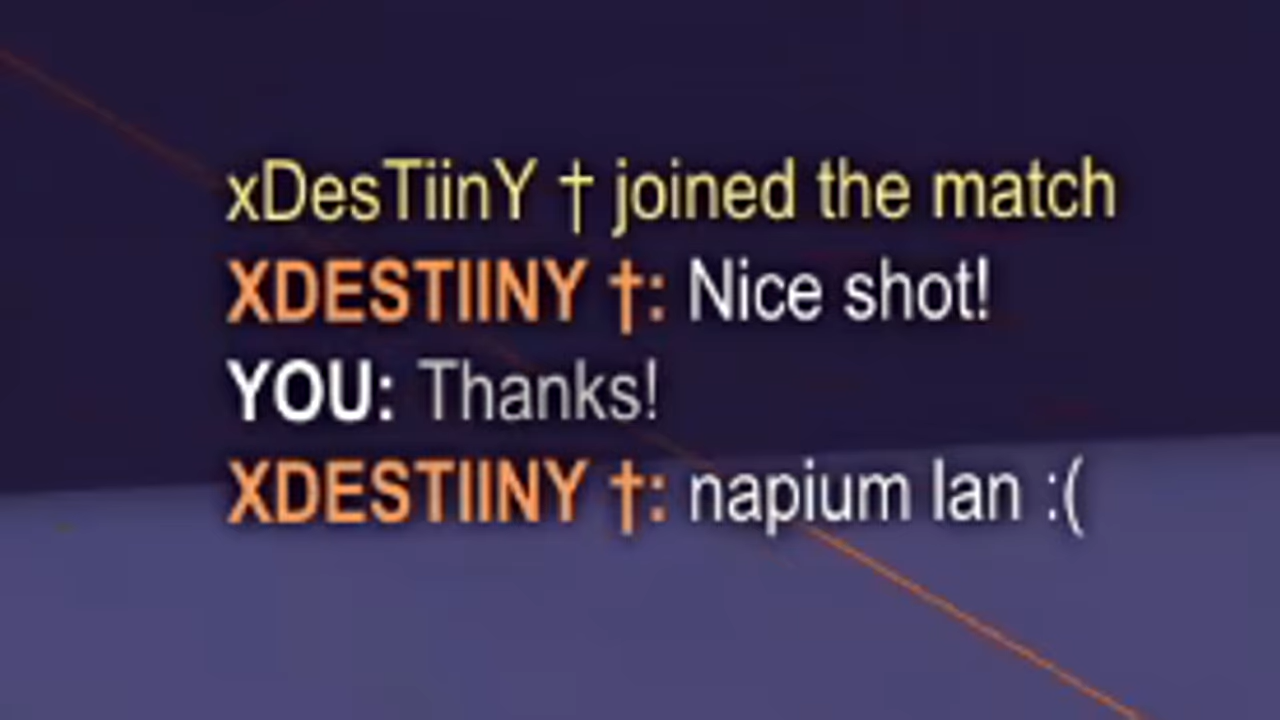 xDesTiinY † joined the match
XDESTIINY †: Nice shot!
YOU: Thanks!
XDESTIINY †: napium lan :(